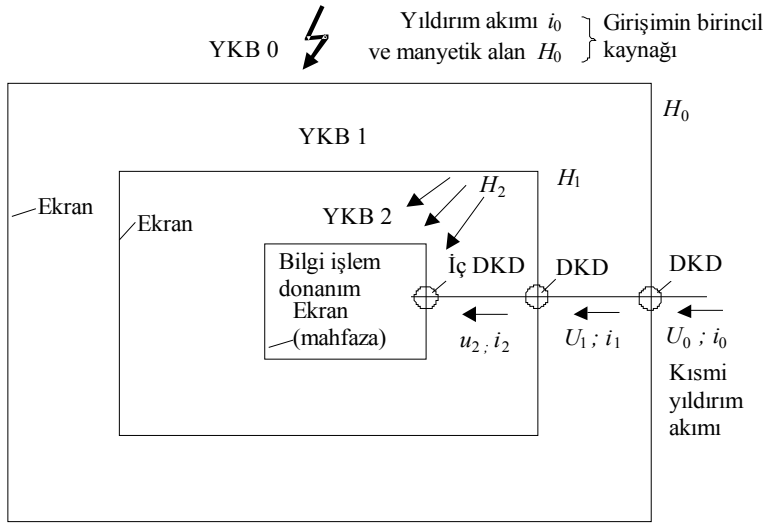 Yıldırım akımı i0
ve manyetik alan H0
Girişimin birincil
kaynağı
YKB 0
H0
YKB 1
H1
H2
Ekran
Ekran
YKB 2
Bilgi işlem
donanım
Ekran
(mahfaza)
İç DKD
DKD
DKD
u2 ; i2
U1 ; i1
U0 ; i0
Kısmi
yıldırım
akımı